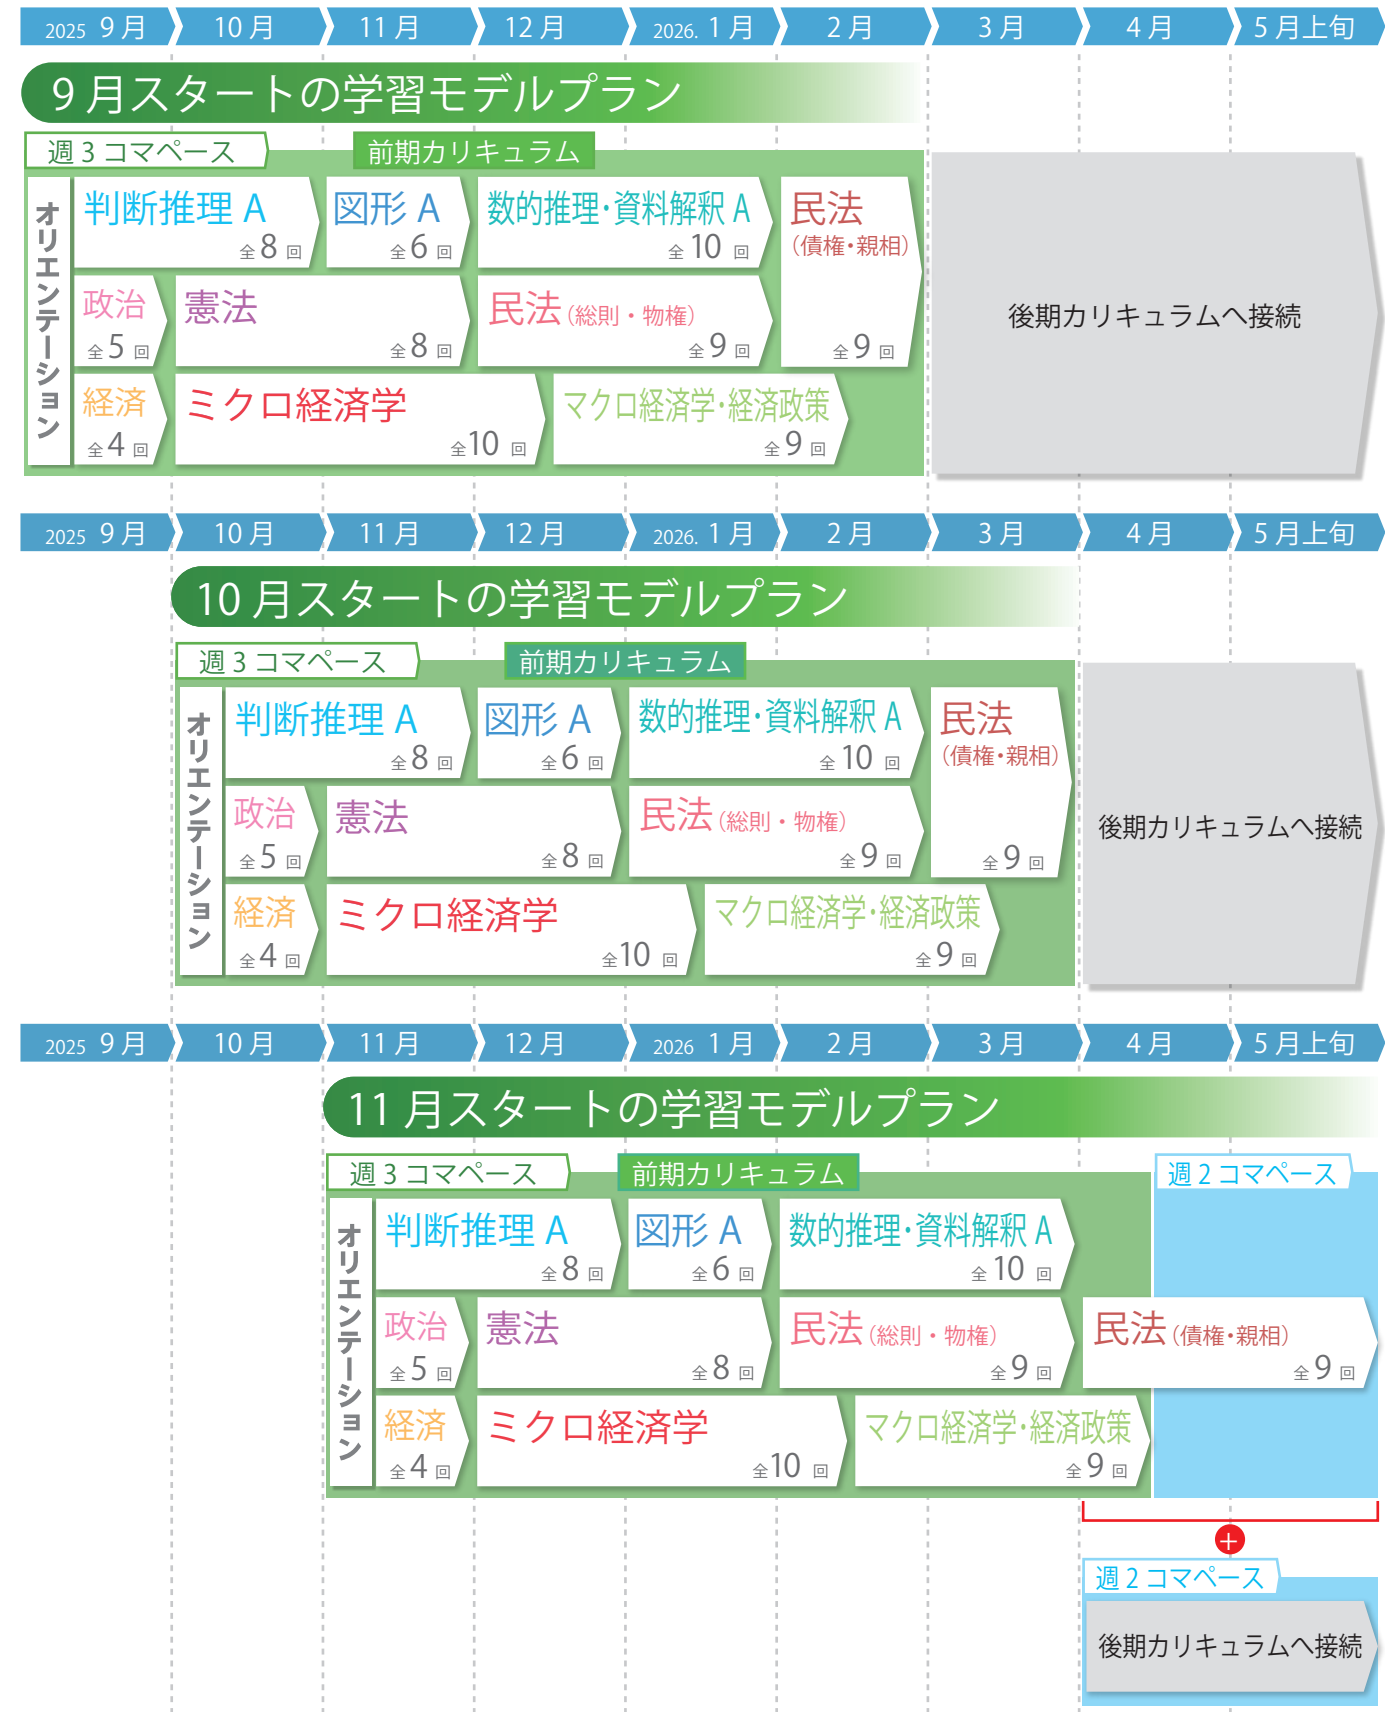 2025 9月 10月 11月 12月 2026. 1月 2月 3月 4月 5月上旬
9月スタートの学習モデルプラン
週3コマペース 前期カリキュラム
オリエンテーション
判断推理A 全8回
図形A 全6回
数的推理・資料解釈A 全10回
民法
(債権・親相)
全9回
政治 全5回
憲法 全8回
民法(総則・物権) 全9回
経済 全4回
ミクロ経済学 全10回
マクロ経済学・経済政策 全9回
後期カリキュラムへ接続
2025 9月 10月 11月 12月 2026. 1月 2月 3月 4月 5月上旬
10月スタートの学習モデルプラン
週3コマペース 前期カリキュラム
オリエンテーション
判断推理A 全8回
図形A 全6回
数的推理・資料解釈A 全10回
民法
(債権・親相)
全9回
政治 全5回
憲法 全8回
民法(総則・物権) 全9回
経済 全4回
ミクロ経済学 全10回
マクロ経済学・経済政策 全9回
後期カリキュラムへ接続
2025 9月 10月 11月 12月 2026 1月 2月 3月 4月 5月上旬
11月スタートの学習モデルプラン
週3コマペース 前期カリキュラム 週2コマペース
オリエンテーション
判断推理A 全8回
図形A 全6回
数的推理・資料解釈A 全10回
政治 全5回
憲法 全8回
民法(総則・物権) 全9回
民法(債権・親相) 全9回
経済 全4回
ミクロ経済学 全10回
マクロ経済学・経済政策 全9回
+
週2コマペース
後期カリキュラムへ接続